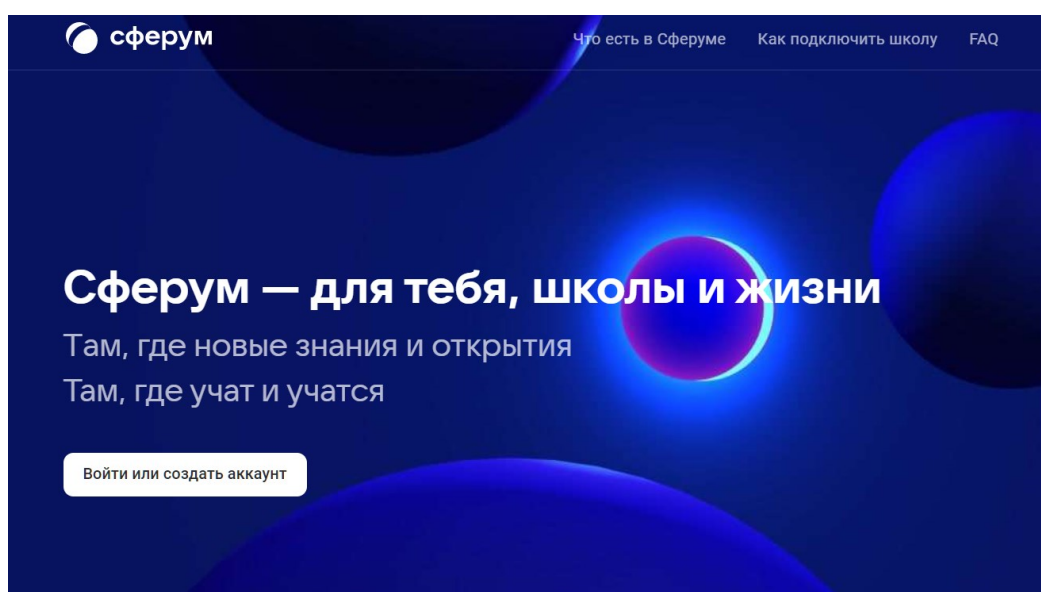 сферум
Что есть в Сферуме
Как подключить школу
FAQ
Сферум — для тебя, школы и жизни
Там, где новые знания и открытия
Там, где учат и учатся
Войти или создать аккаунт